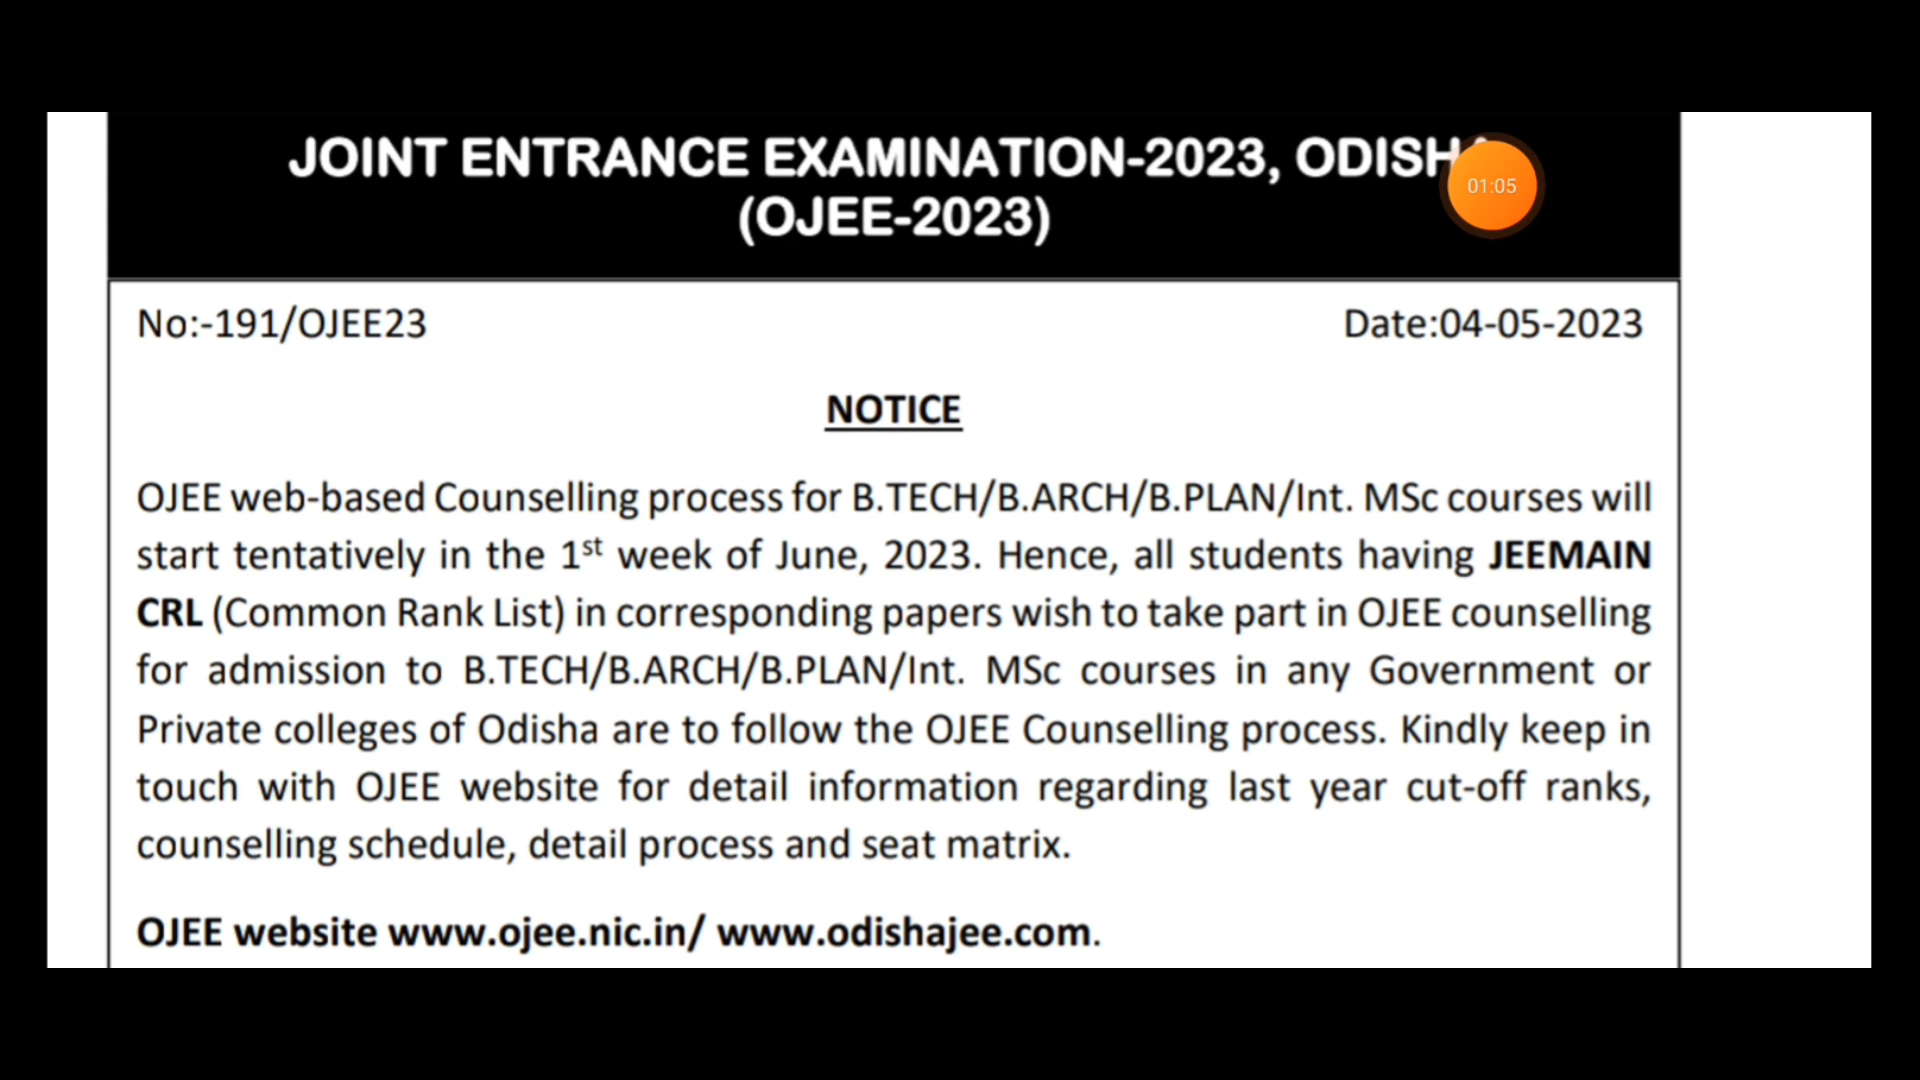 JOINT ENTRANCE EXAMINATION-2023, ODISHA
(OJEE-2023)
01:05
No:-191/OJEE23 Date:04-05-2023
NOTICE
OJEE web-based Counselling process for B.TECH/B.ARCH/B.PLAN/Int. MSc courses will
start tentatively in the 1st week of June, 2023. Hence, all students having JEEMAIN
CRL (Common Rank List) in corresponding papers wish to take part in OJEE counselling
for admission to B.TECH/B.ARCH/B.PLAN/Int. MSc courses in any Government or
Private colleges of Odisha are to follow the OJEE Counselling process. Kindly keep in
touch with OJEE website for detail information regarding last year cut-off ranks,
counselling schedule, detail process and seat matrix.
OJEE website www.ojee.nic.in/ www.odishajee.com.